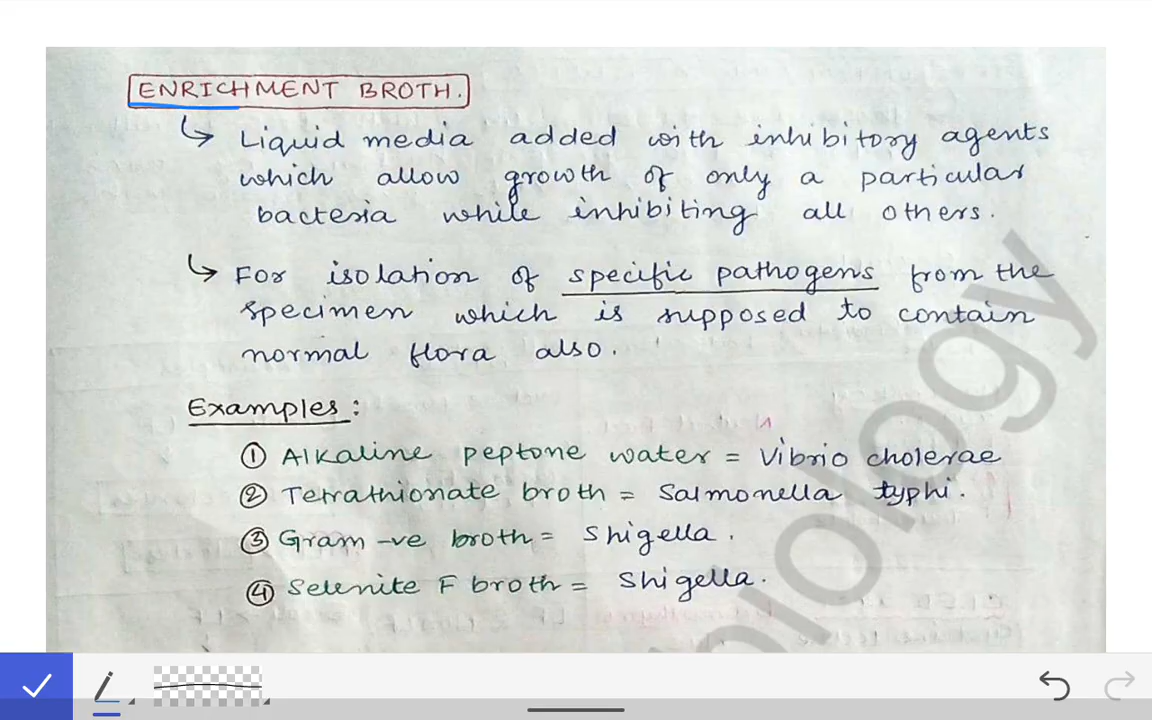 ENRICHMENT BROTH.
↳ Liquid media added with inhibitory agents
which allow growth of only a particular
bacteria while inhibiting all others.
↳ For isolation of specific pathogens from the
specimen which is supposed to contain
normal flora also.
Examples :
① Alkaline peptone water = Vibrio cholerae
② Tetrathionate broth = Salmonella typhi.
③ Gram -ve broth = Shigella.
④ Selenite F broth = Shigella.